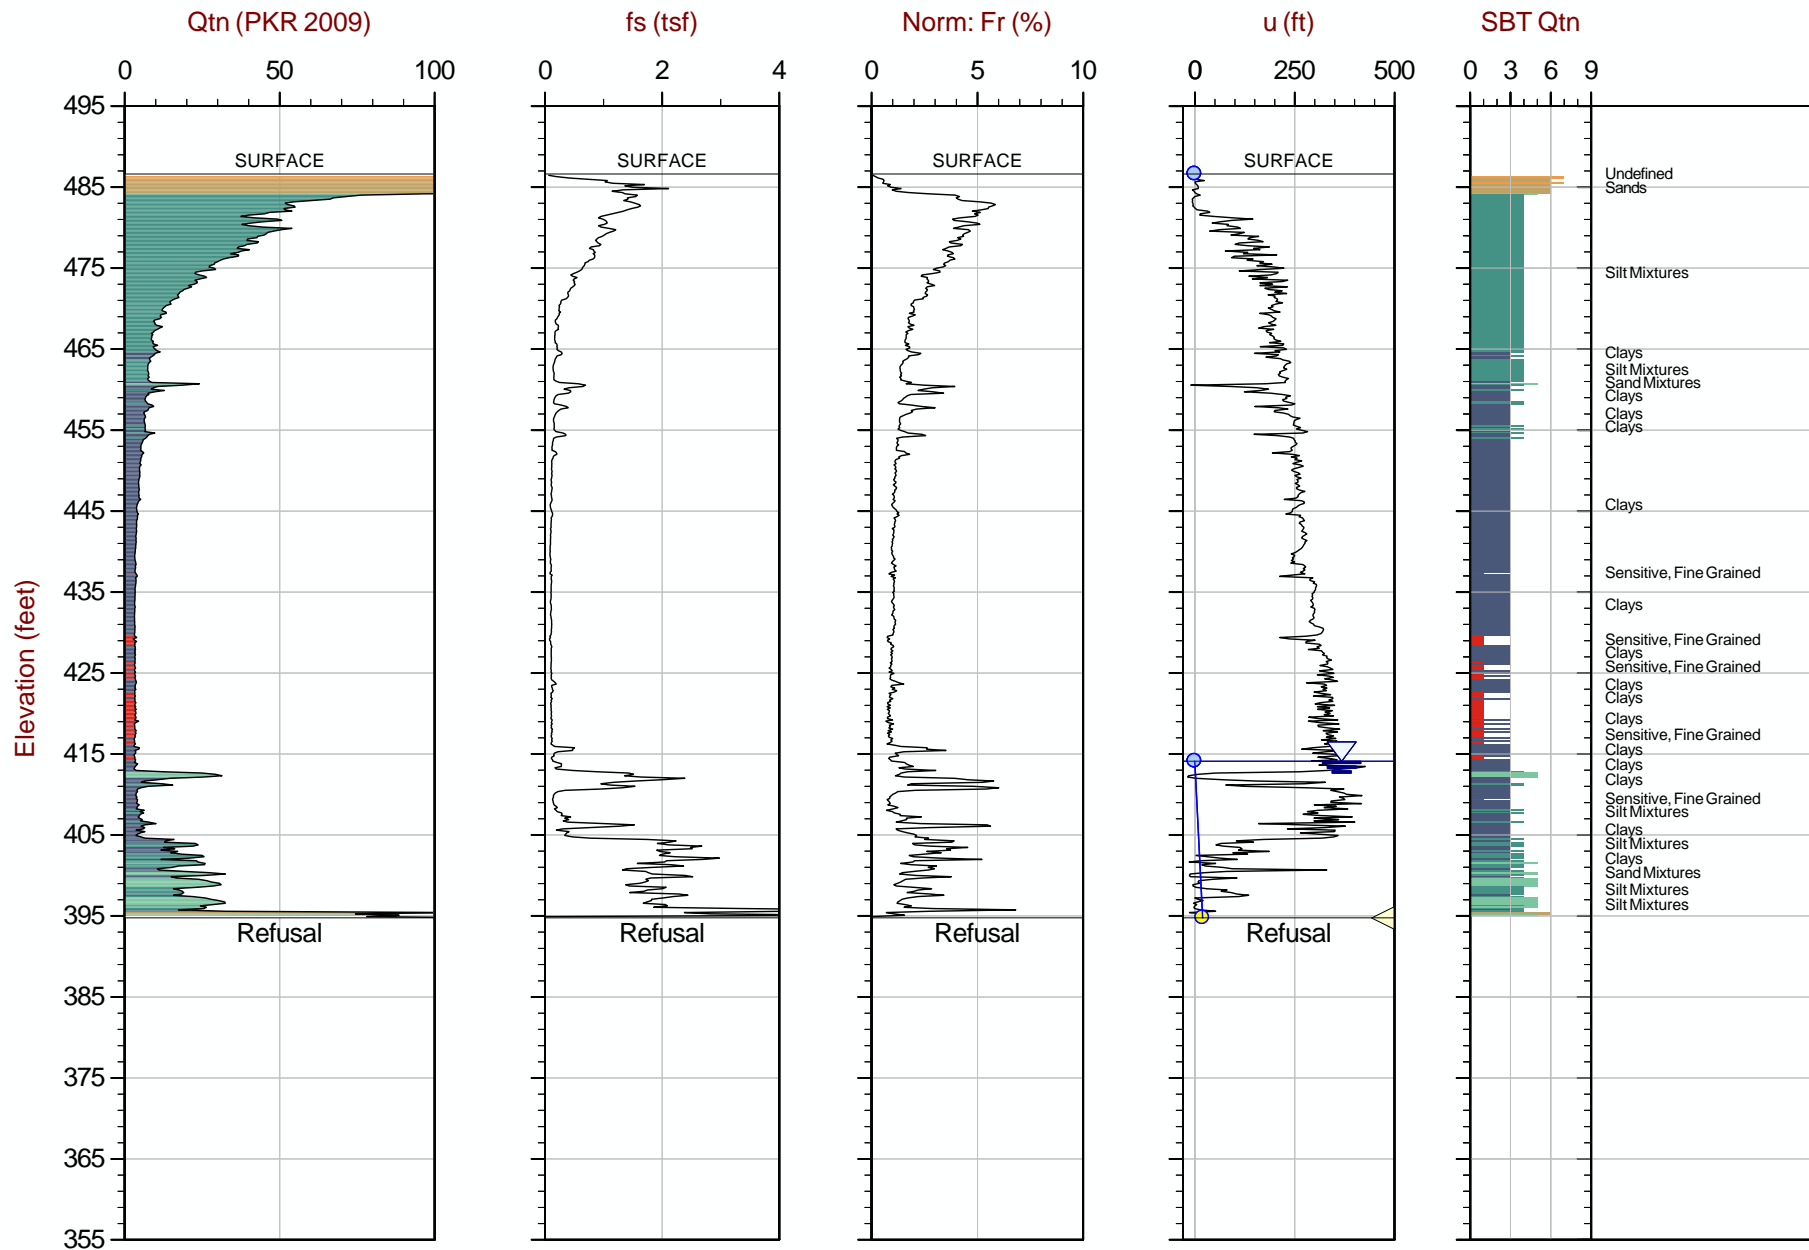 Qtn (PKR 2009) fs (tsf) Norm: Fr (%) u (ft) SBT Qtn
0 50 100 0 2 4 0 5 10 0 250 500 0 3 6 9
495
SURFACE SURFACE SURFACE SURFACE
Undefined
485
Sands
475
Silt Mixtures
465
Clays
Silt Mixtures
Sand Mixtures
Clays
Clays
455
Clays
445
Clays
Sensitive, Fine Grained
435
Clays
Sensitive, Fine Grained
Clays
Sensitive, Fine Grained
425
Clays
Clays
Clays
Sensitive, Fine Grained
415
Clays
Clays
Clays
Sensitive, Fine Grained
Silt Mixtures
405
Clays
Silt Mixtures
Clays
Sand Mixtures
Silt Mixtures
Silt Mixtures
395
Refusal Refusal Refusal Refusal
385
375
365
355
Elevation (feet)